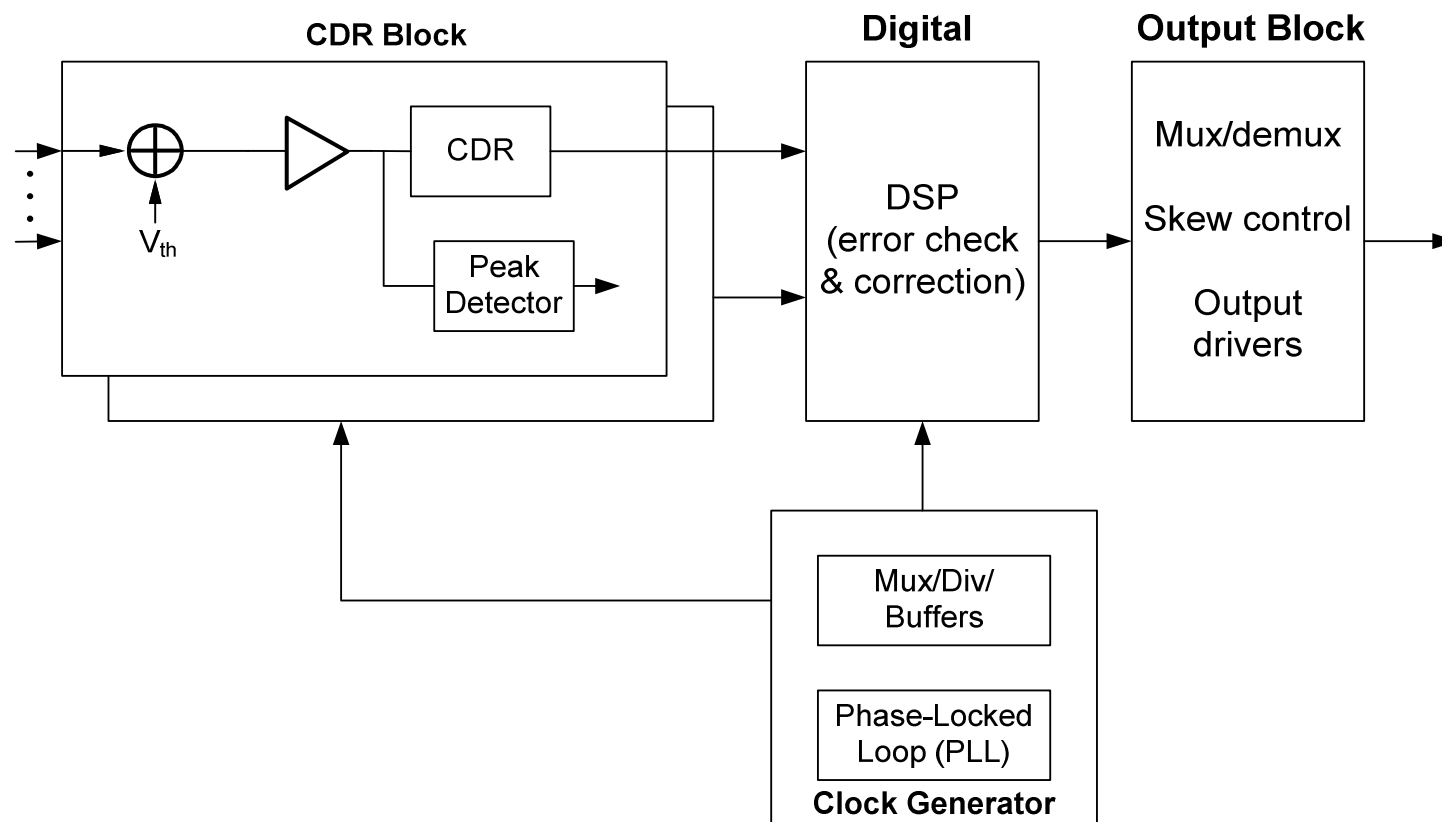 CDR Block
Digital
Output Block
CDR
Vth
Peak
Detector
DSP
(error check
& correction)
Mux/demux
Skew control
Output
drivers
Mux/Div/
Buffers
Phase-Locked
Loop (PLL)
Clock Generator